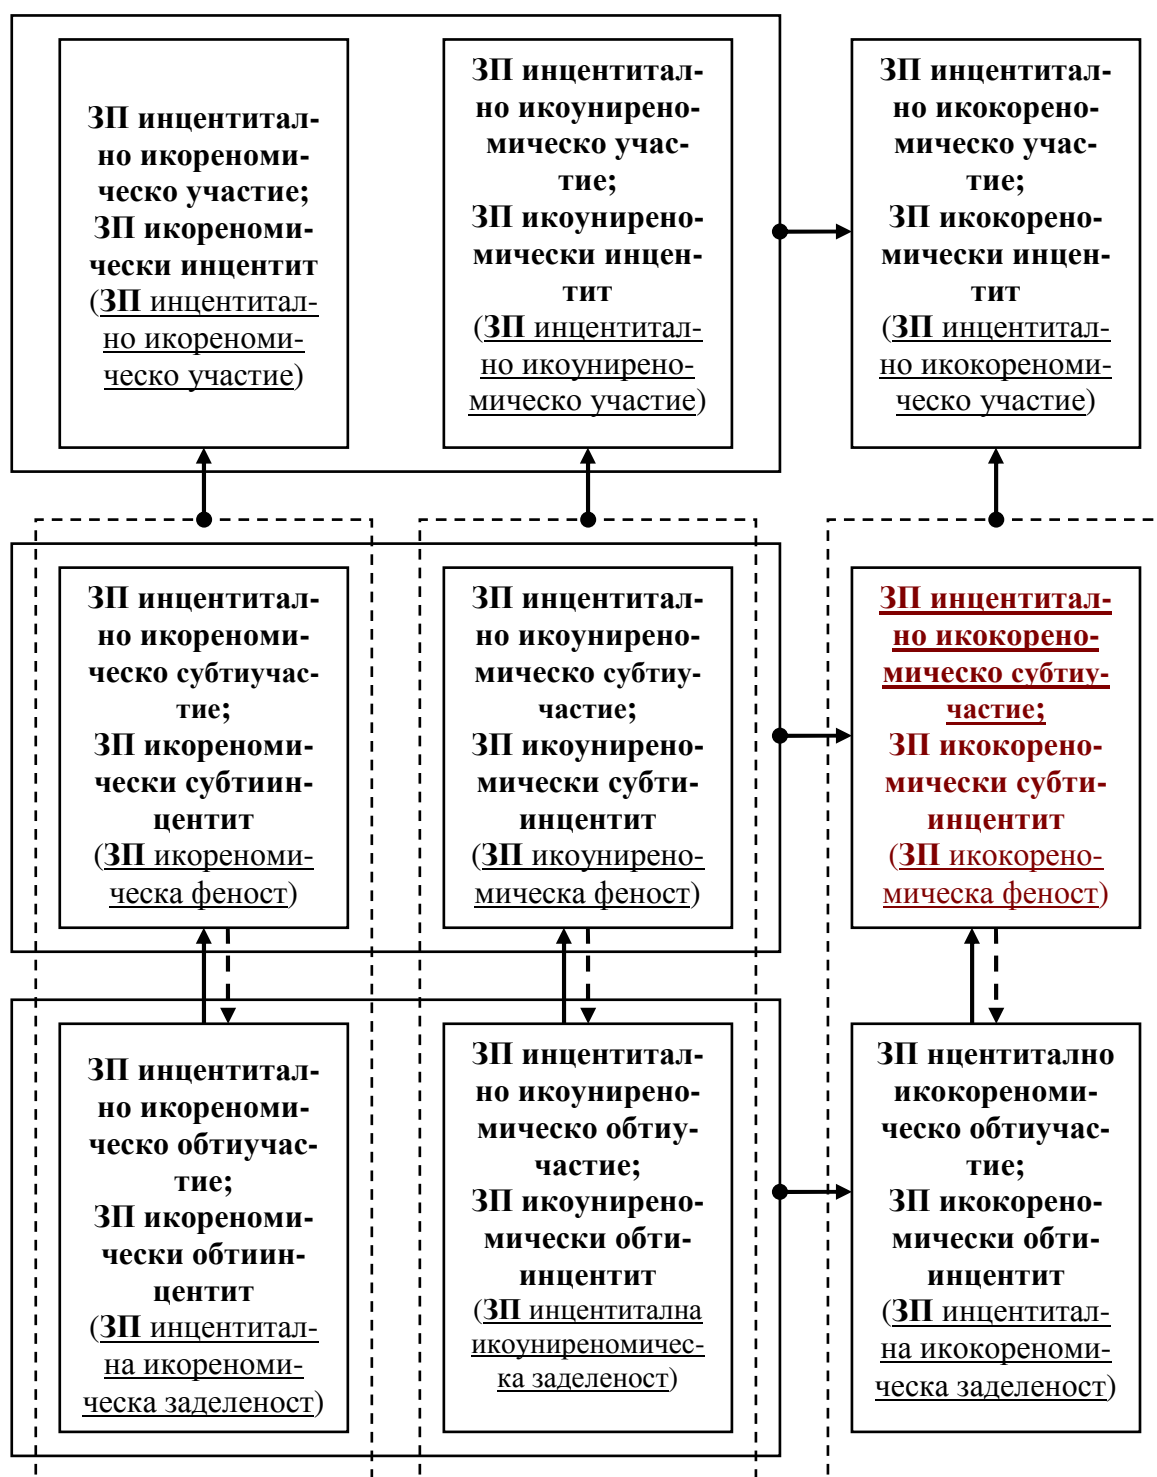 ЗП инцентитал-
но икореноми-
ческо участие;
ЗП икореноми-
чески инцентит
(ЗП инцентитал-
но икореноми-
ческо участие)
ЗП инцентитал-
но икоунирено-
мическо учас-
тие;
ЗП икоунирено-
мически инцен-
тит
(ЗП инцентитал-
но икоунирено-
мическо участие)
ЗП инцентитал-
но икокорено-
мическо учас-
тие;
ЗП икокорено-
мически инцен-
тит
(ЗП инцентитал-
но икокореноми-
ческо участие)
ЗП инцентитал-
но икореноми-
ческо субтиучас-
тие;
ЗП икореноми-
чески субтиин-
центит
(ЗП икореноми-
ческа феност)
ЗП инцентитал-
но икоунирено-
мическо субтиу-
частие;
ЗП икоунирено-
мически субти-
инцентит
(ЗП икоунирено-
мическа феност)
ЗП инцентитал-
но икокорено-
мическо субтиу-
частие;
ЗП икокорено-
мически субти-
инцентит
(ЗП икокорено-
мическа феност)
ЗП инцентитал-
но икореноми-
ческо обтиучас-
тие;
ЗП икореноми-
чески обтиин-
центит
(ЗП инцентитал-
на икореноми-
ческа заделеност)
ЗП инцентитал-
но икоунирено-
мическо обтиу-
частие;
ЗП икоунирено-
мически обти-
инцентит
(ЗП инцентитална
икоуниреномичес-
ка заделеност)
ЗП нцентитално
икокореноми-
ческо обтиучас-
тие;
ЗП икокорено-
мически обти-
инцентит
(ЗП инцентитал-
на икокореноми-
ческа заделеност)